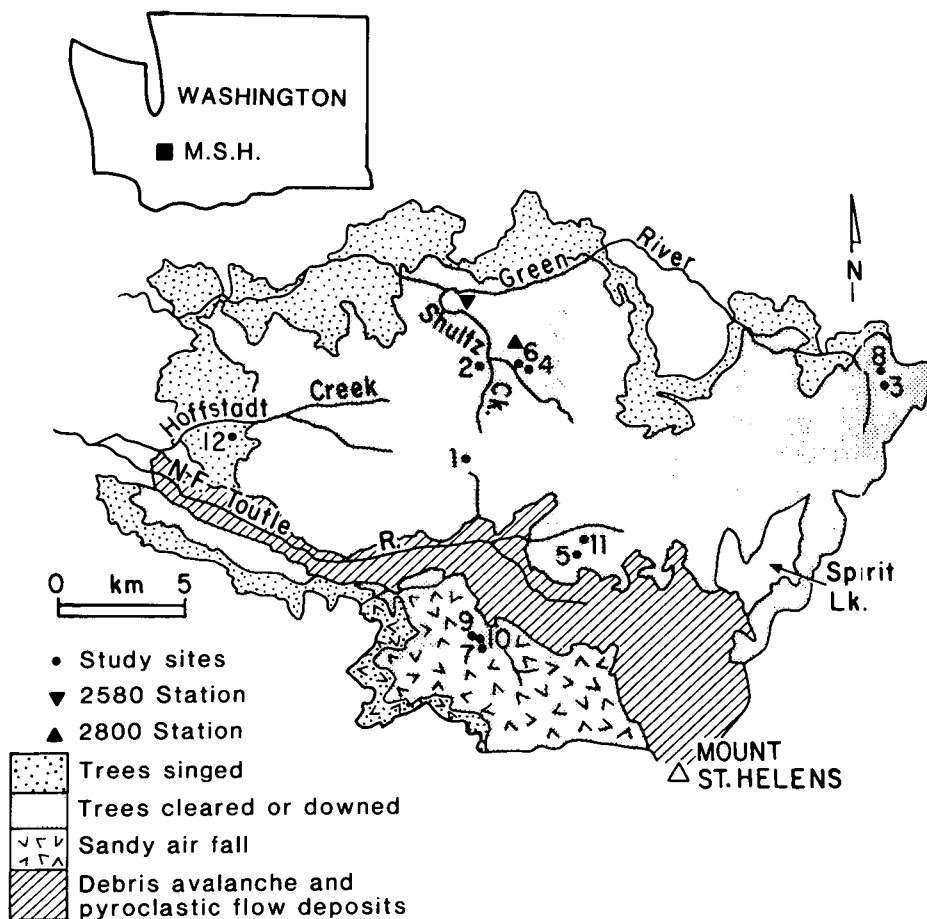 WASHINGTON
M.S.H.
Green River
N
Shultz Ck.
6 4
2
8
3
Hoffstadt Creek
12
1
N.F. Toutle R.
11
5
Spirit Lk.
0 km 5
9
10
7
Study sites
2580 Station
2800 Station
MOUNT
ST. HELENS
Trees singed
Trees cleared or downed
Sandy air fall
Debris avalanche and
pyroclastic flow deposits